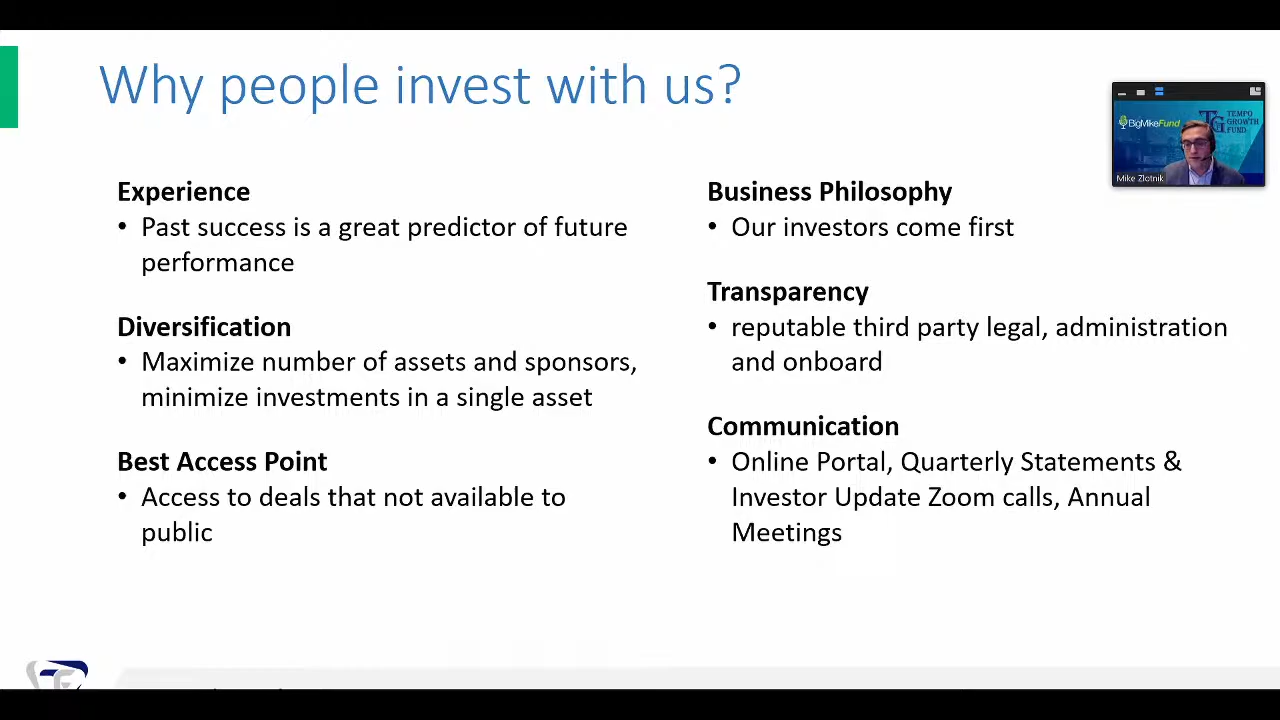 Why people invest with us?
Experience
• Past success is a great predictor of future
performance
Diversification
• Maximize number of assets and sponsors,
minimize investments in a single asset
Best Access Point
• Access to deals that not available to
public
Business Philosophy
• Our investors come first
Transparency
• reputable third party legal, administration
and onboard
Communication
• Online Portal, Quarterly Statements &
Investor Update Zoom calls, Annual
Meetings
BigMikeFund
TG
TEMPO
GROWTH
FUND
Mike Zlotnik